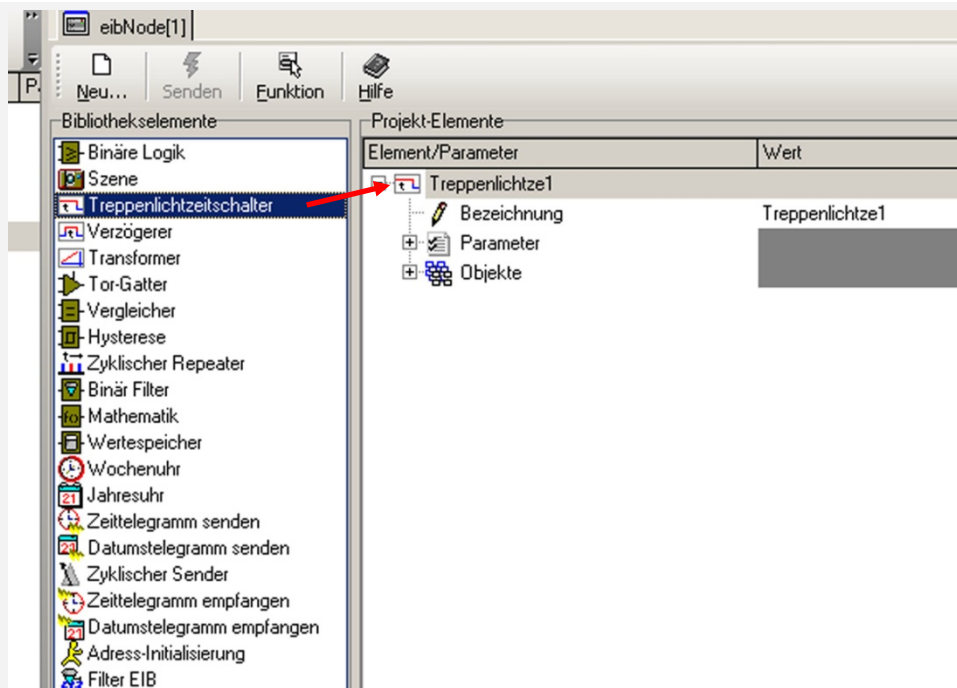 eibNode[1]
P.
Neu... Senden Funktion Hilfe
Bibliothekselemente
Binäre Logik
Szene
Treppenlichtzeitschalter
Verzögerer
Transformer
Tor-Gatter
Vergleicher
Hysterese
Zyklischer Repeater
Binär Filter
Mathematik
Wertespeicher
Wochenuhr
Jahresuhr
Zeittelegramm senden
Datumstelegramm senden
Zyklischer Sender
Zeittelegramm empfangen
Datumstelegramm empfangen
Adress-Initialisierung
Filter EIB
Projekt-Elemente
Element/Parameter Wert
Treppenlichtze1
Bezeichnung Treppenlichtze1
Parameter
Objekte